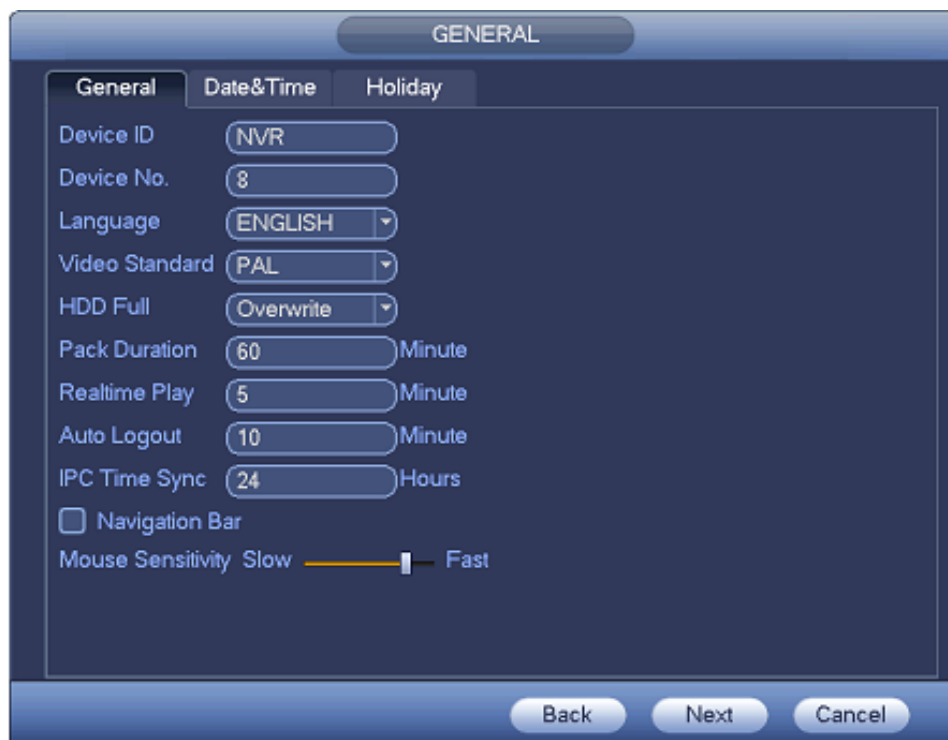 GENERAL
General Date&Time Holiday
Device ID NVR
Device No. 8
Language ENGLISH
Video Standard PAL
HDD Full Overwrite
Pack Duration 60 Minute
Realtime Play 5 Minute
Auto Logout 10 Minute
IPC Time Sync 24 Hours
Navigation Bar
Mouse Sensitivity Slow Fast
Back Next Cancel